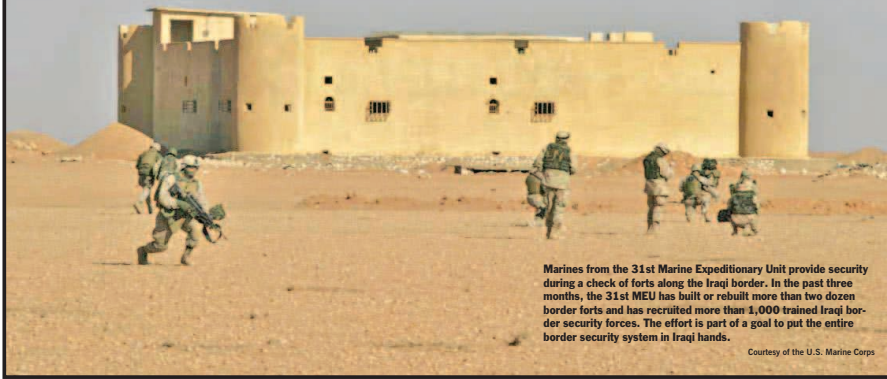 Marines from the 31st Marine Expeditionary Unit provide security
during a check of forts along the Iraqi border. In the past three
months, the 31st MEU has built or rebuilt more than two dozen
border forts and has recruited more than 1,000 trained Iraqi bor-
der security forces. The effort is part of a goal to put the entire
border security system in Iraqi hands.
Courtesy of the U.S. Marine Corps